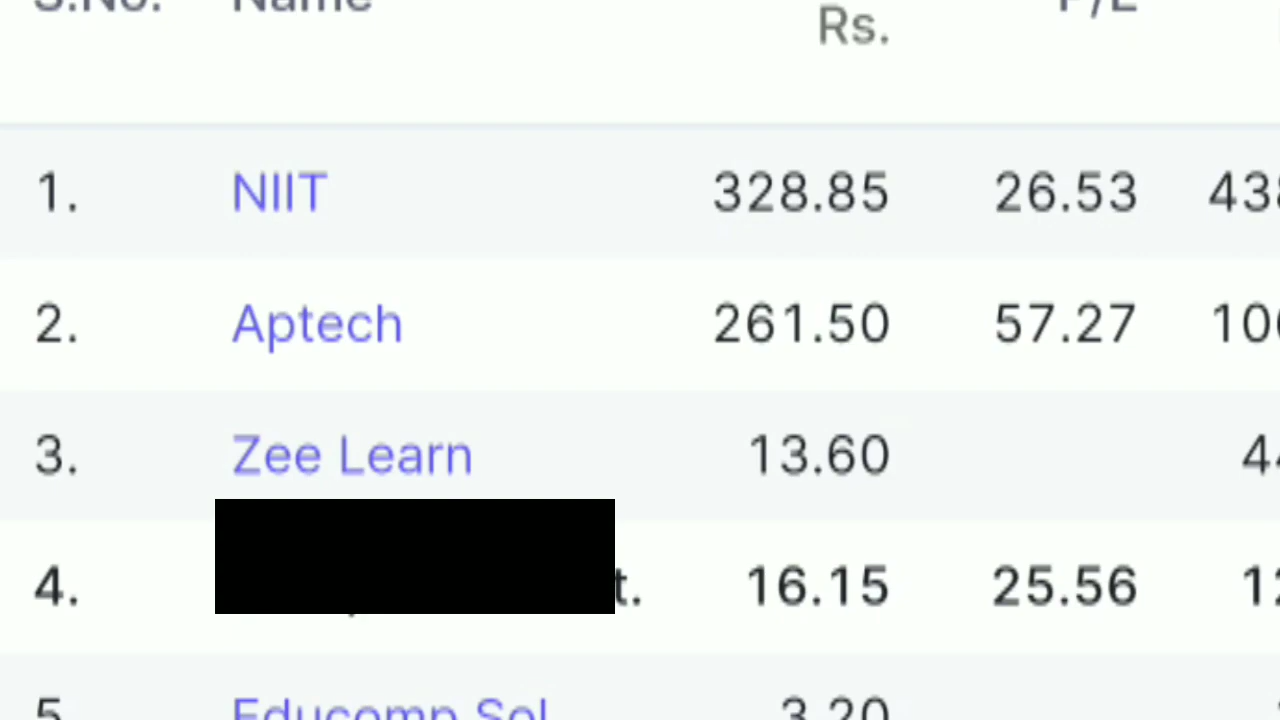 S.No. Name Rs. P/E
1. NIIT 328.85 26.53 438
2. Aptech 261.50 57.27 106
3. Zee Learn 13.60 44
4. t. 16.15 25.56 12
5. Educomp Sol 3.20